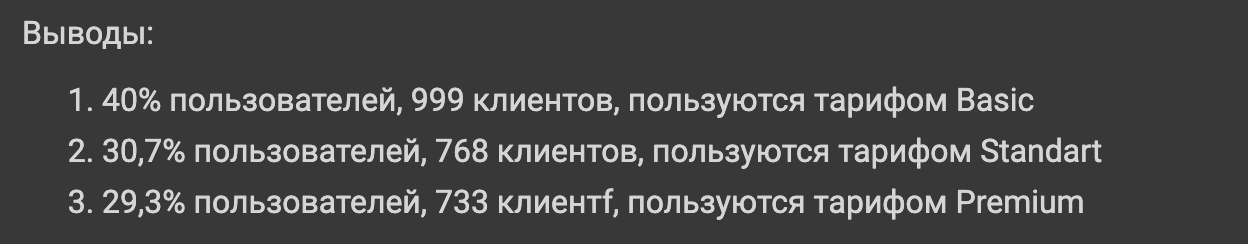 Выводы:
1. 40% пользователей, 999 клиентов, пользуются тарифом Basic
2. 30,7% пользователей, 768 клиентов, пользуются тарифом Standart
3. 29,3% пользователей, 733 клиентf, пользуются тарифом Premium